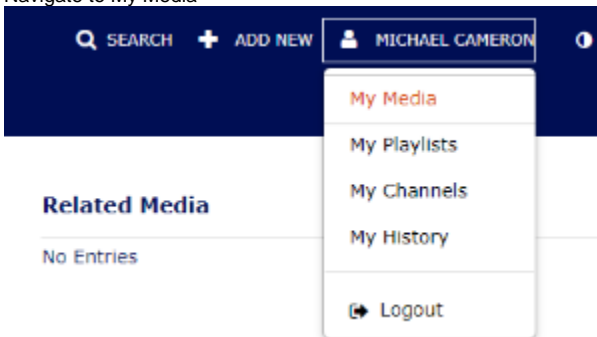 Navigate to My Media
SEARCH ADD NEW MICHAEL CAMERON
My Media
My Playlists
My Channels
My History
Logout
Related Media
No Entries